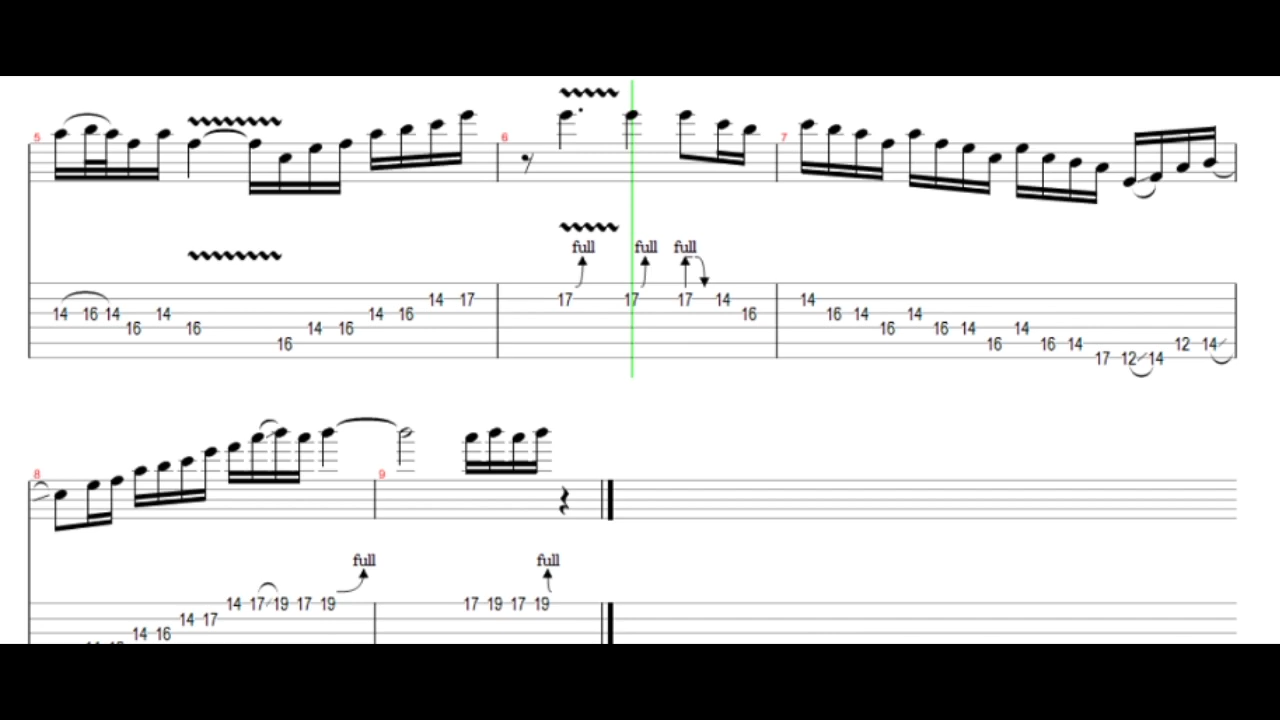 5 6 7
full full full
14 17 17 17 14 14
14 16 14 14 14 16 16 16 14 14
16 16 14 16 16 16 14 14
16 16 16 14 12 14
17 12 14
8 9
full full
14 17 19 17 19 17 19 17 19
14 17
14 16